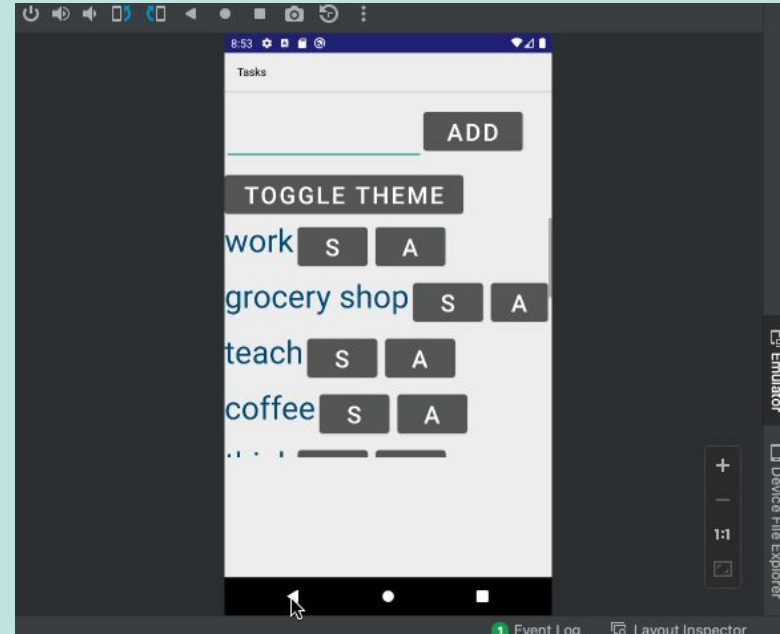 8:53
Tasks
ADD
TOGGLE THEME
work S A
grocery shop S A
teach S A
coffee S A
1:1
Emulator
Device File Explorer
1 Event Log Layout Inspector